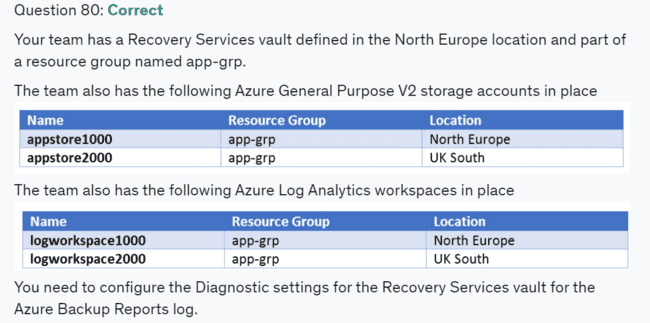 Question 80: Correct
Your team has a Recovery Services vault defined in the North Europe location and part of
a resource group named app-grp.
The team also has the following Azure General Purpose V2 storage accounts in place
Name Resource Group Location
appstore1000 app-grp North Europe
appstore2000 app-grp UK South
The team also has the following Azure Log Analytics workspaces in place
Name Resource Group Location
logworkspace1000 app-grp North Europe
logworkspace2000 app-grp UK South
You need to configure the Diagnostic settings for the Recovery Services vault for the
Azure Backup Reports log.